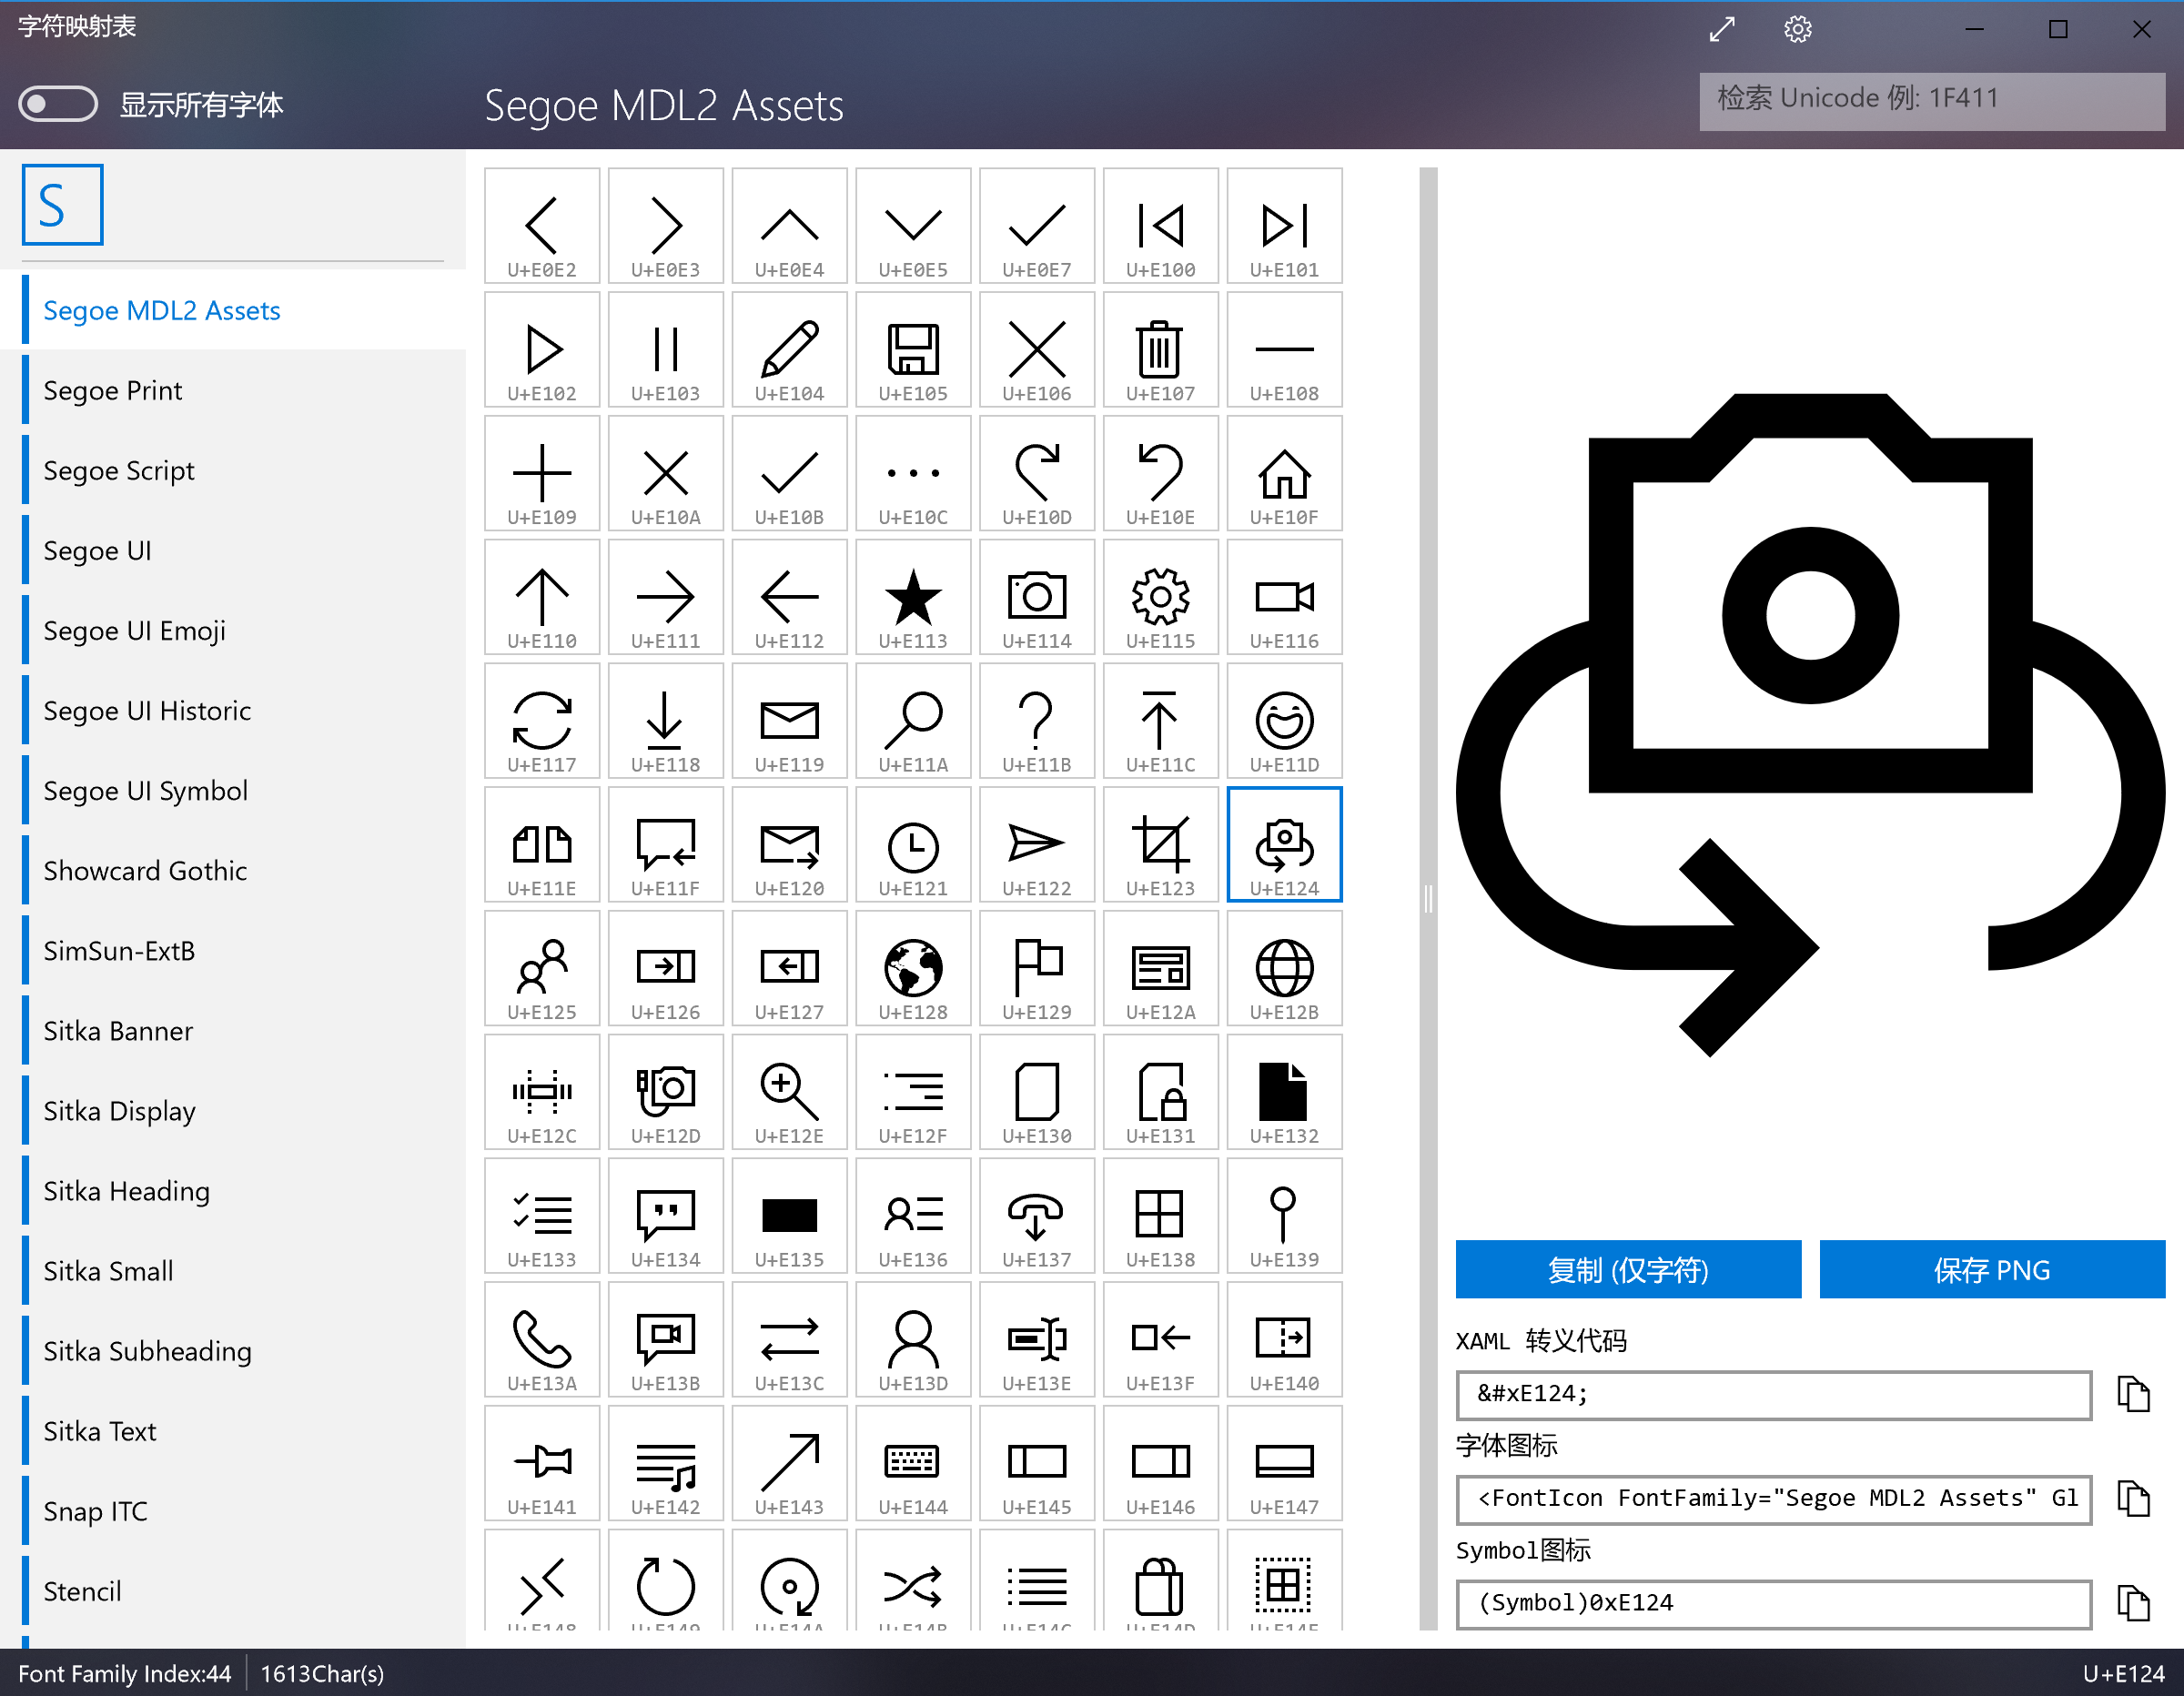 字符映射表
显示所有字体
Segoe MDL2 Assets
检索 Unicode 例: 1F411
S
Segoe MDL2 Assets
Segoe Print
Segoe Script
Segoe UI
Segoe UI Emoji
Segoe UI Historic
Segoe UI Symbol
Showcard Gothic
SimSun-ExtB
Sitka Banner
Sitka Display
Sitka Heading
Sitka Small
Sitka Subheading
Sitka Text
Snap ITC
Stencil
U+E0E2 U+E0E3 U+E0E4 U+E0E5 U+E0E7 U+E100 U+E101
U+E102 U+E103 U+E104 U+E105 U+E106 U+E107 U+E108
U+E109 U+E10A U+E10B U+E10C U+E10D U+E10E U+E10F
U+E110 U+E111 U+E112 U+E113 U+E114 U+E115 U+E116
U+E117 U+E118 U+E119 U+E11A U+E11B U+E11C U+E11D
U+E11E U+E11F U+E120 U+E121 U+E122 U+E123 U+E124
U+E125 U+E126 U+E127 U+E128 U+E129 U+E12A U+E12B
U+E12C U+E12D U+E12E U+E12F U+E130 U+E131 U+E132
U+E133 U+E134 U+E135 U+E136 U+E137 U+E138 U+E139
U+E13A U+E13B U+E13C U+E13D U+E13E U+E13F U+E140
U+E141 U+E142 U+E143 U+E144 U+E145 U+E146 U+E147
复制 (仅字符)
保存 PNG
XAML 转义代码
&#xE124;
字体图标
<FontIcon FontFamily="Segoe MDL2 Assets" Gl
Symbol图标
(Symbol)0xE124
Font Family Index:44
1613Char(s)
U+E124